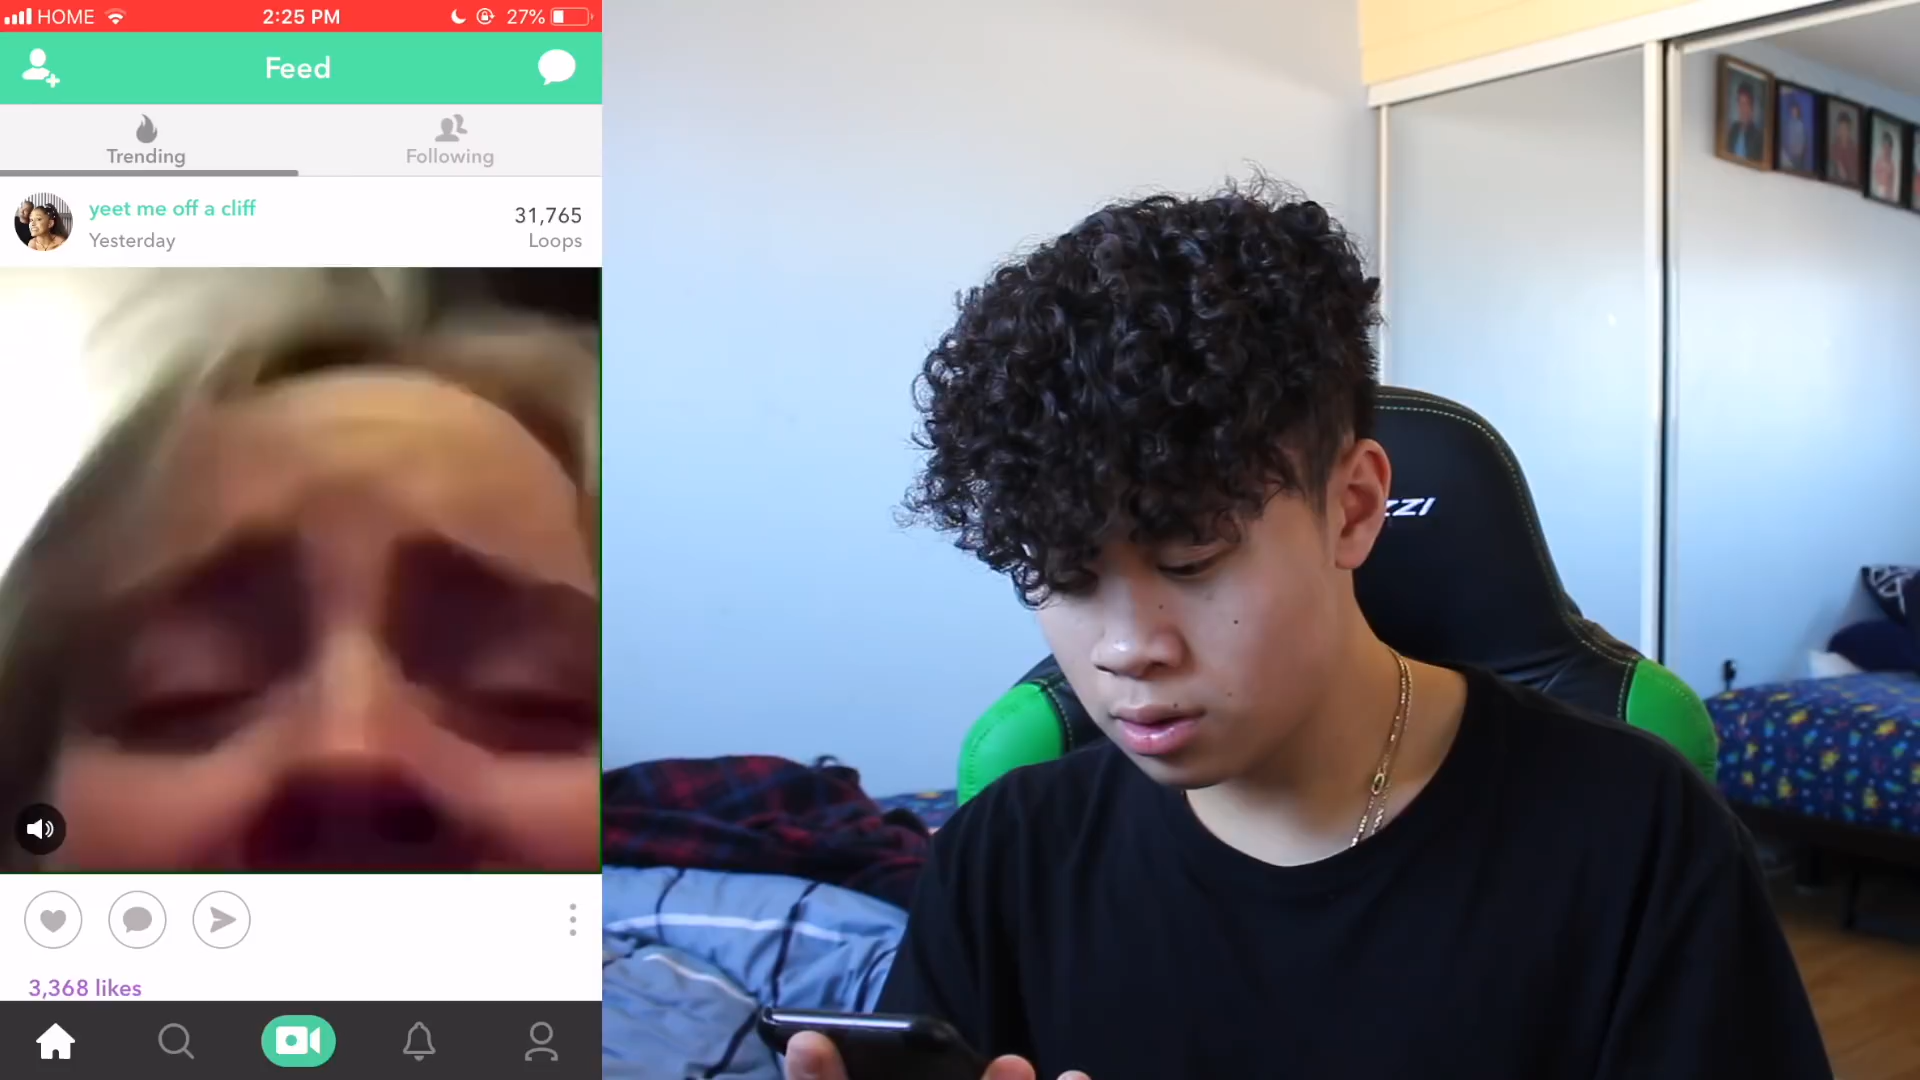 HOME
2:25 PM
27%
Feed
Trending
Following
yeet me off a cliff
Yesterday
31,765
Loops
3,368 likes